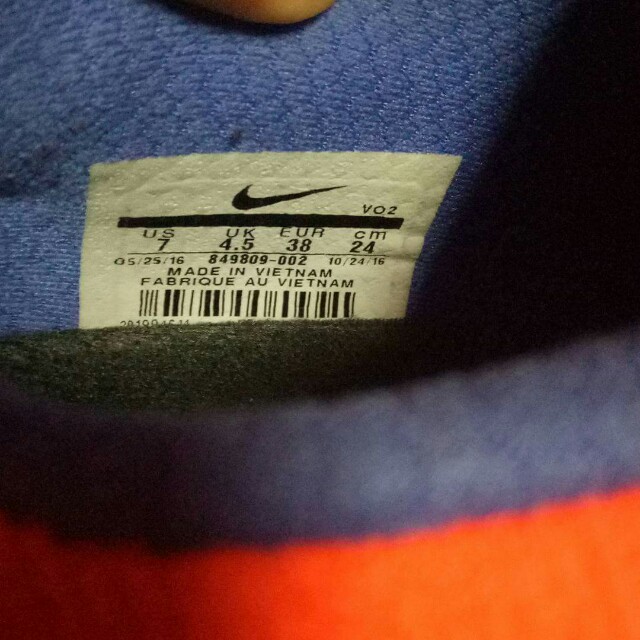 VO2
US UK EUR cm
7 4.5 38 24
05/25/16 849809-002 10/24/16
MADE IN VIETNAM
FABRIQUE AU VIETNAM